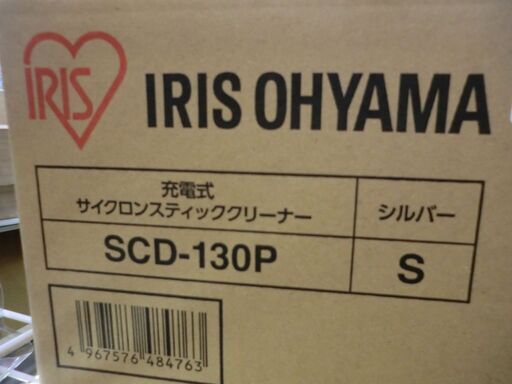 IRIS
IRIS OHYAMA
充電式
サイクロンスティッククリーナー
シルバー
SCD-130P
S
4 967576 484763